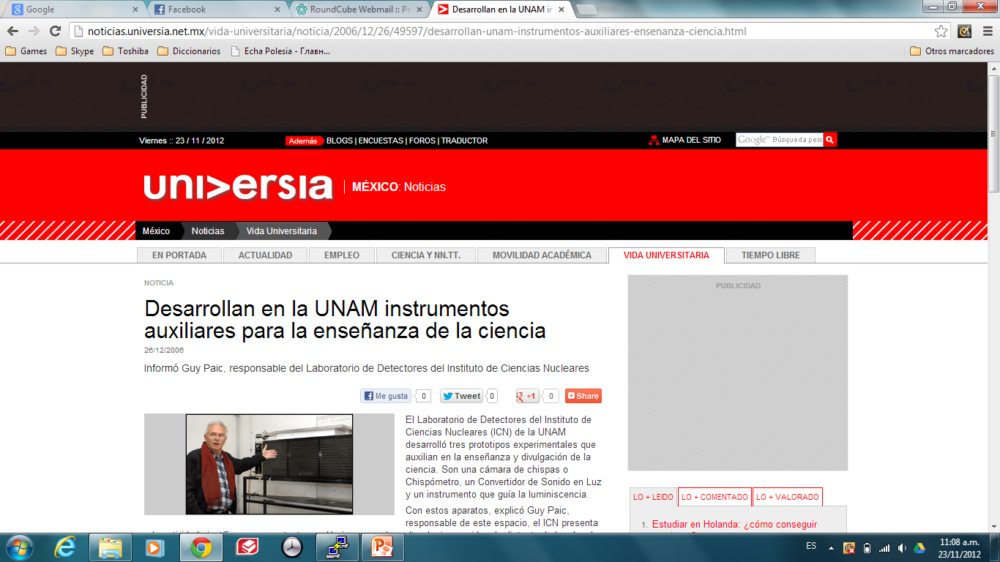 Google
Facebook
RoundCube Webmail :: Po
Desarrollan en la UNAM in
noticias.universia.net.mx/vida-universitaria/noticia/2006/12/26/49597/desarrollan-unam-instrumentos-auxiliares-ensenanza-ciencia.html
Games Skype Toshiba Diccionarios Echa Polesia - Главн... Otros marcadores
PUBLICIDAD
Viernes :: 23 / 11 / 2012 Además BLOGS | ENCUESTAS | FOROS | TRADUCTOR MAPA DEL SITIO Google™ Búsqueda pers
uni>ersia MÉXICO: Noticias
México Noticias Vida Universitaria
EN PORTADA ACTUALIDAD EMPLEO CIENCIA Y NN.TT. MOVILIDAD ACADÉMICA VIDA UNIVERSITARIA TIEMPO LIBRE
NOTICIA
Desarrollan en la UNAM instrumentos
auxiliares para la enseñanza de la ciencia
26/12/2006
Informó Guy Paic, responsable del Laboratorio de Detectores del Instituto de Ciencias Nucleares
Me gusta 0 Tweet 0 +1 0 Share
El Laboratorio de Detectores del Instituto de
Ciencias Nucleares (ICN) de la UNAM
desarrolló tres prototipos experimentales que
auxilian en la enseñanza y divulgación de la
ciencia. Son una cámara de chispas o
Chispómetro, un Convertidor de Sonido en Luz
y un instrumento que guía la luminiscencia.
Con estos aparatos, explicó Guy Paic,
responsable de este espacio, el ICN presenta
PUBLICIDAD
LO + LEIDO LO + COMENTADO LO + VALORADO
1. Estudiar en Holanda: ¿cómo conseguir
ES 11:08 a.m.
23/11/2012